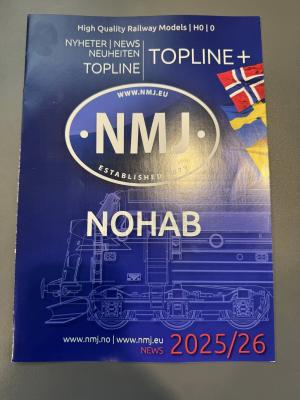 High Quality Railway Models | H0 | 0
NYHETER | NEWS
NEUHEITEN
TOPLINE
TOPLINE+
WWW.NMJ.EU
·NMJ·
ESTABLISHED
NOHAB
www.nmj.no | www.nmj.eu
NEWS 2025/26